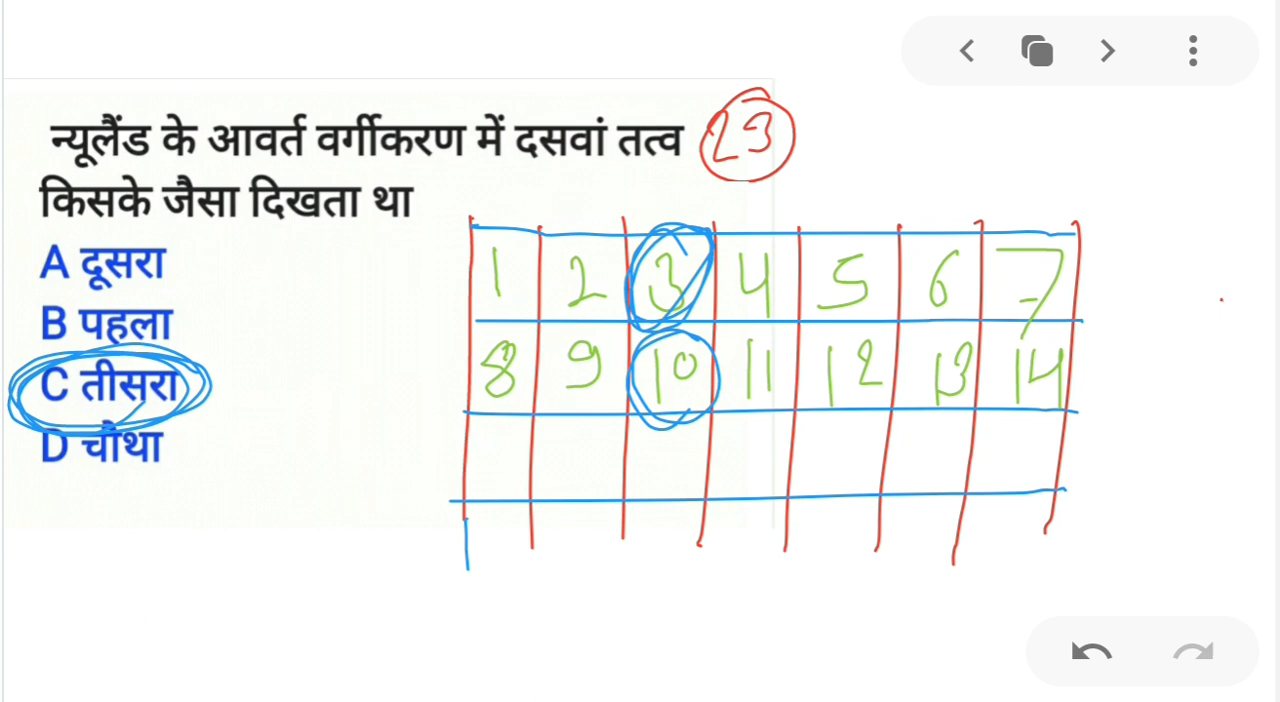 न्यूलैंड के आवर्त वर्गीकरण में दसवां तत्व 23
किसके जैसा दिखता था
A दूसरा
B पहला
C तीसरा
D चौथा
1 2 3 4 5 6 7
8 9 10 11 12 13 14